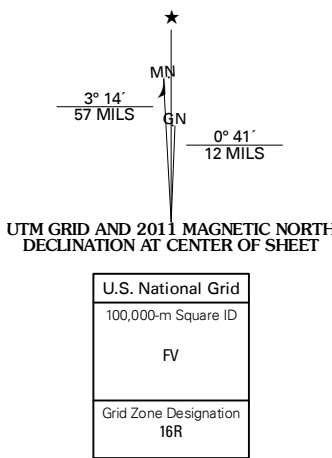 ★
MN
3° 14´
57 MILS
GN
0° 41´
12 MILS
UTM GRID AND 2011 MAGNETIC NORTH
DECLINATION AT CENTER OF SHEET
U.S. National Grid
100,000-m Square ID
FV
Grid Zone Designation
16R